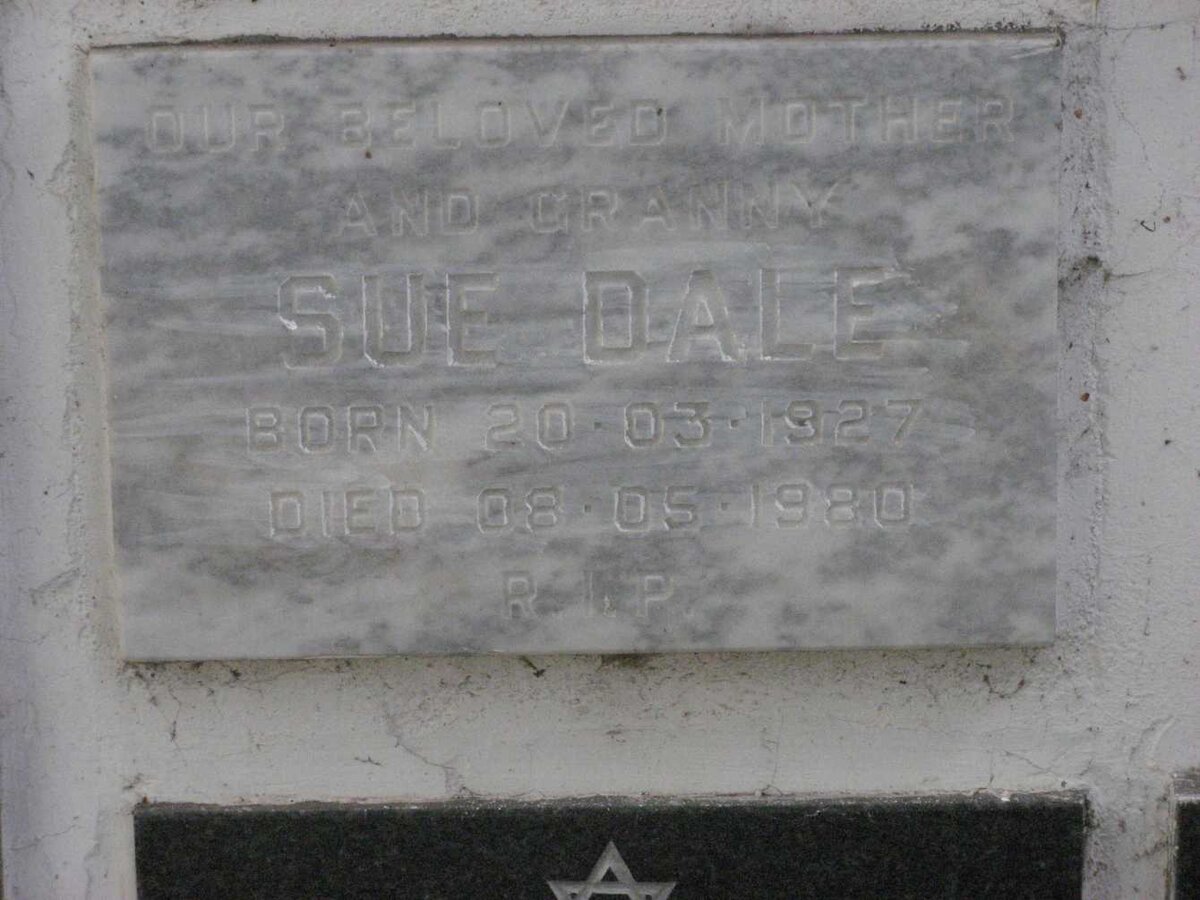 OUR BELOVED MOTHER
AND GRANNY
SUE DALE
BORN 20·03·1927
DIED 08·05·1980
R.I.P.